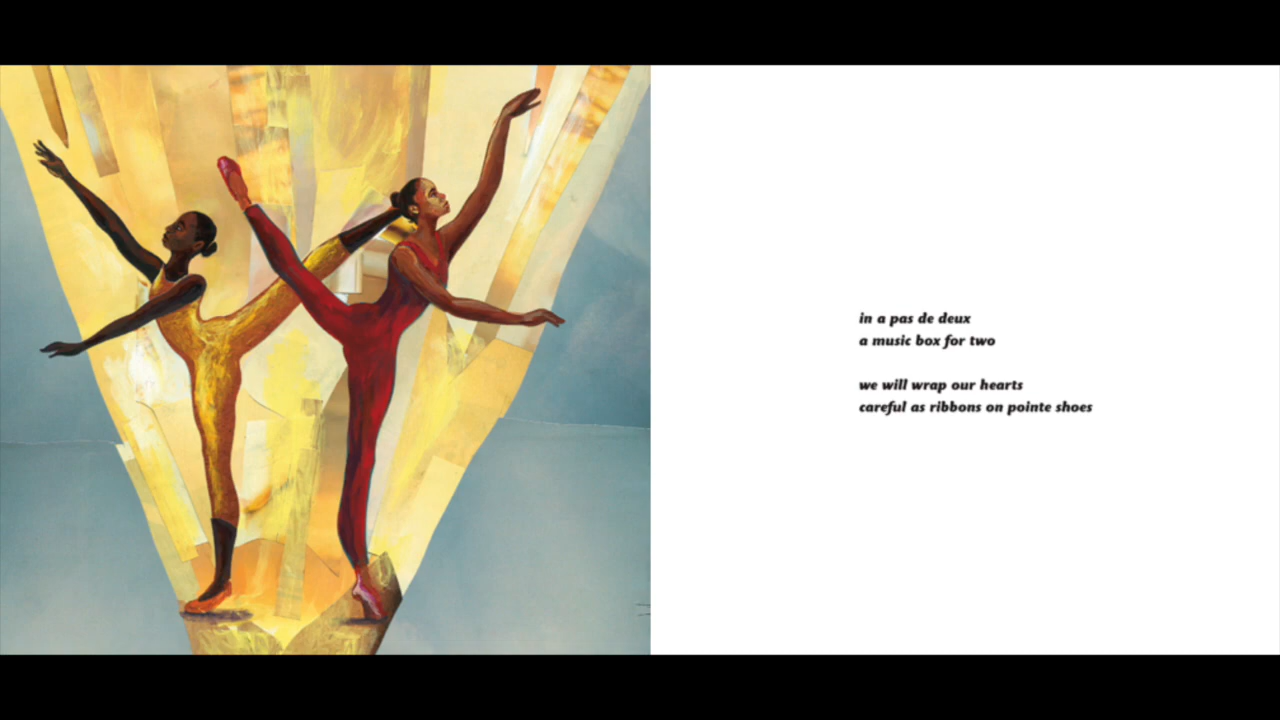 in a pas de deux
a music box for two
we will wrap our hearts
careful as ribbons on pointe shoes